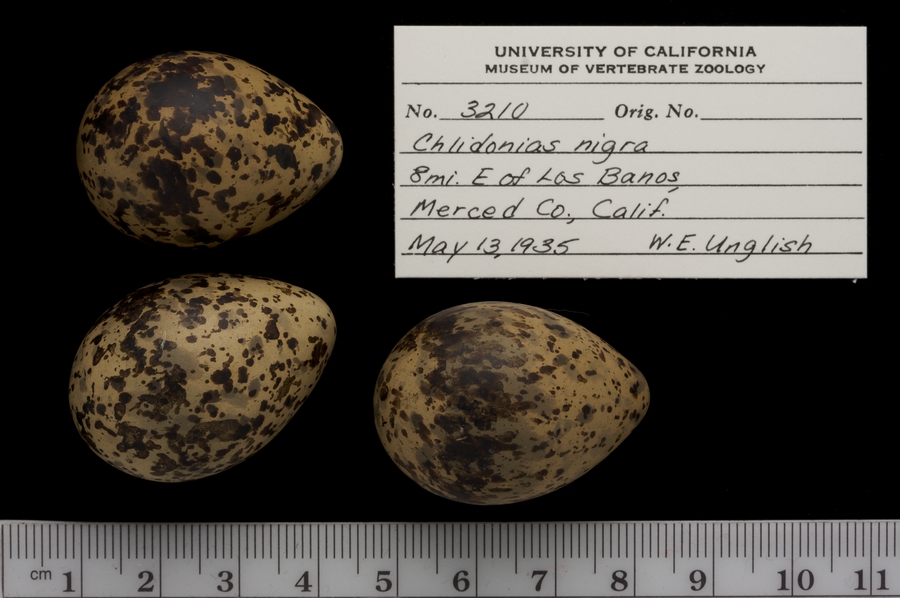 UNIVERSITY OF CALIFORNIA
MUSEUM OF VERTEBRATE ZOOLOGY
No. 3210 Orig. No.
Chlidonias nigra
8mi. E of Los Banos,
Merced Co., Calif.
May 13, 1935 W.E. Unglish
cm 1 2 3 4 5 6 7 8 9 10 11